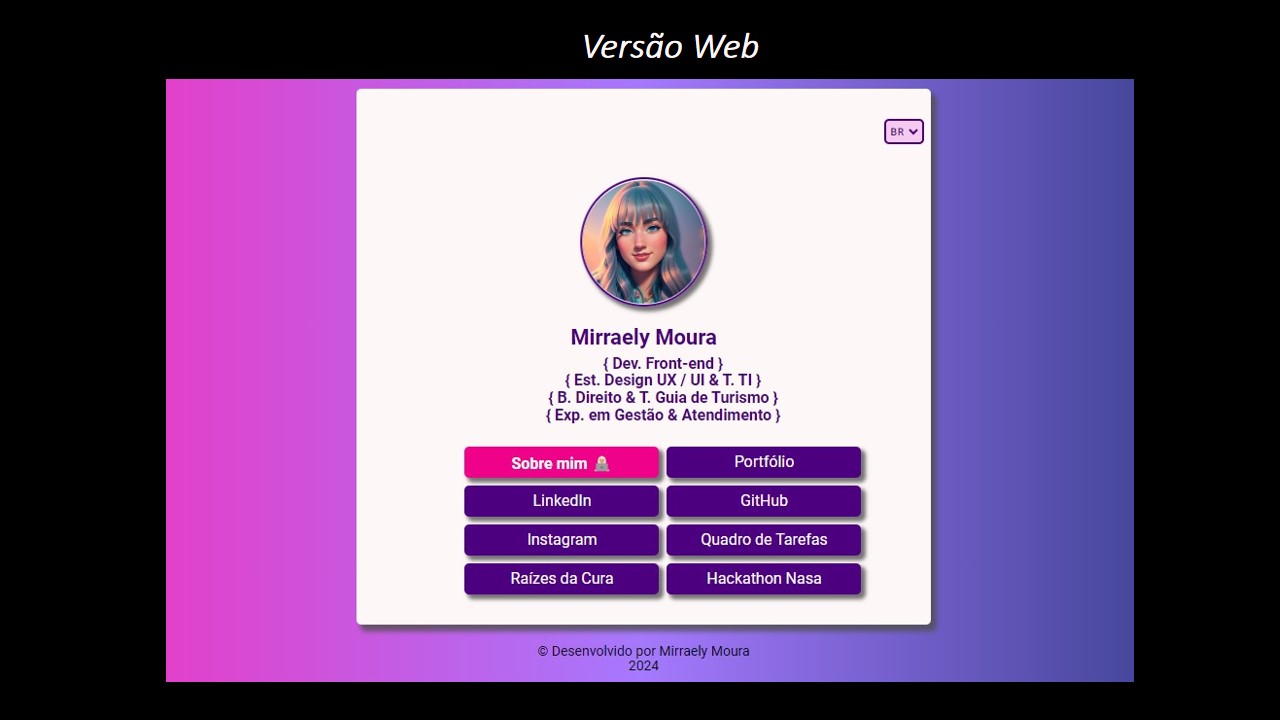 Versão Web
BR
Mirraely Moura
{ Dev. Front-end }
{ Est. Design UX / UI & T. TI }
{ B. Direito & T. Guia de Turismo }
{ Exp. em Gestão & Atendimento }
Sobre mim
Portfólio
LinkedIn
GitHub
Instagram
Quadro de Tarefas
Raízes da Cura
Hackathon Nasa
© Desenvolvido por Mirraely Moura
2024